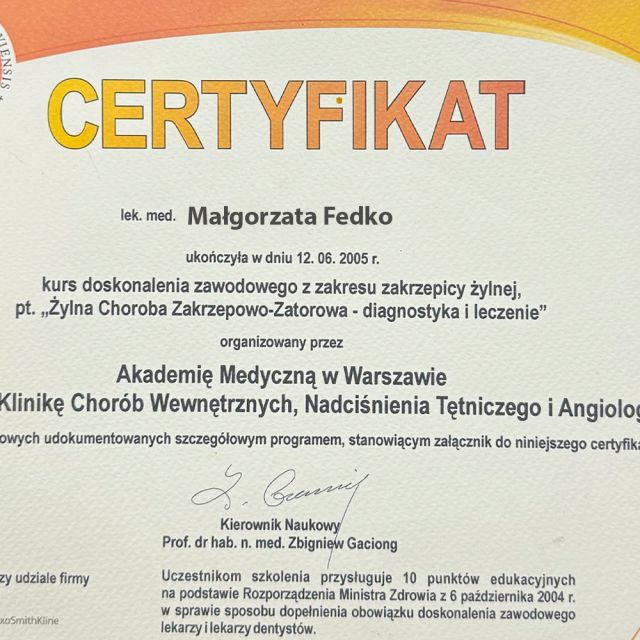 NIENSIS
CERTYFIKAT
lek. med. Małgorzata Fedko
ukończyła w dniu 12. 06. 2005 r.
kurs doskonalenia zawodowego z zakresu zakrzepicy żylnej,
pt. „Żylna Choroba Zakrzepowo-Zatorowa - diagnostyka i leczenie”
organizowany przez
Akademię Medyczną w Warszawie
Klinikę Chorób Wewnętrznych, Nadciśnienia Tętniczego i Angiolog
owych udokumentowanych szczegółowym programem, stanowiącym załącznik do niniejszego certyfika
Kierownik Naukowy
Prof. dr hab. n. med. Zbigniew Gaciong
zy udziale firmy
xoSmithKline
Uczestnikom szkolenia przysługuje 10 punktów edukacyjnych
na podstawie Rozporządzenia Ministra Zdrowia z 6 października 2004 r.
w sprawie sposobu dopełnienia obowiązku doskonalenia zawodowego
lekarzy i lekarzy dentystów.